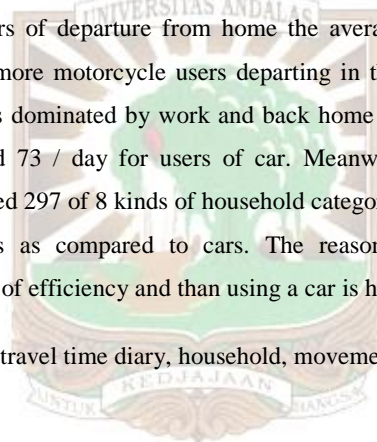 UNIVERSITAS ANDALAS
rs of departure from home the avera
more motorcycle users departing in t
s dominated by work and back home
d 73 / day for users of car. Meanw
ed 297 of 8 kinds of household catego
s as compared to cars. The reason
of efficiency and than using a car is h
travel time diary, household, moveme
KEDJAJAAN
UNTUK
BANGSA